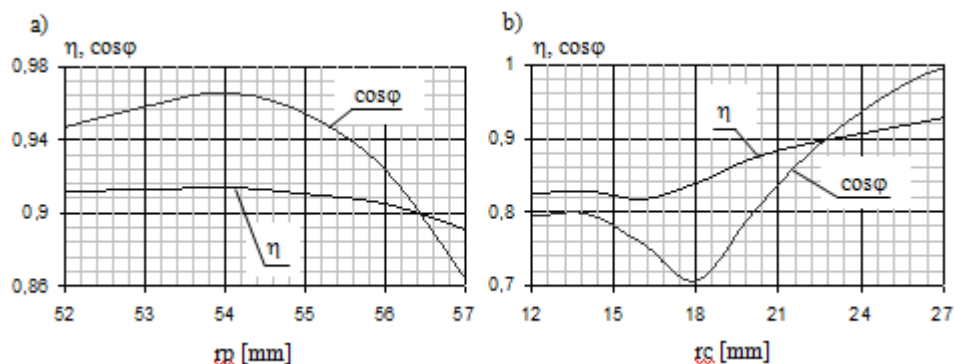 a)
η, cosφ
0,98
0,94
0,9
0,86
52 53 54 55 56 57
cosφ
η
rp [mm]
b)
η, cosφ
1
0,9
0,8
0,7
12 15 18 21 24 27
η
cosφ
rc [mm]